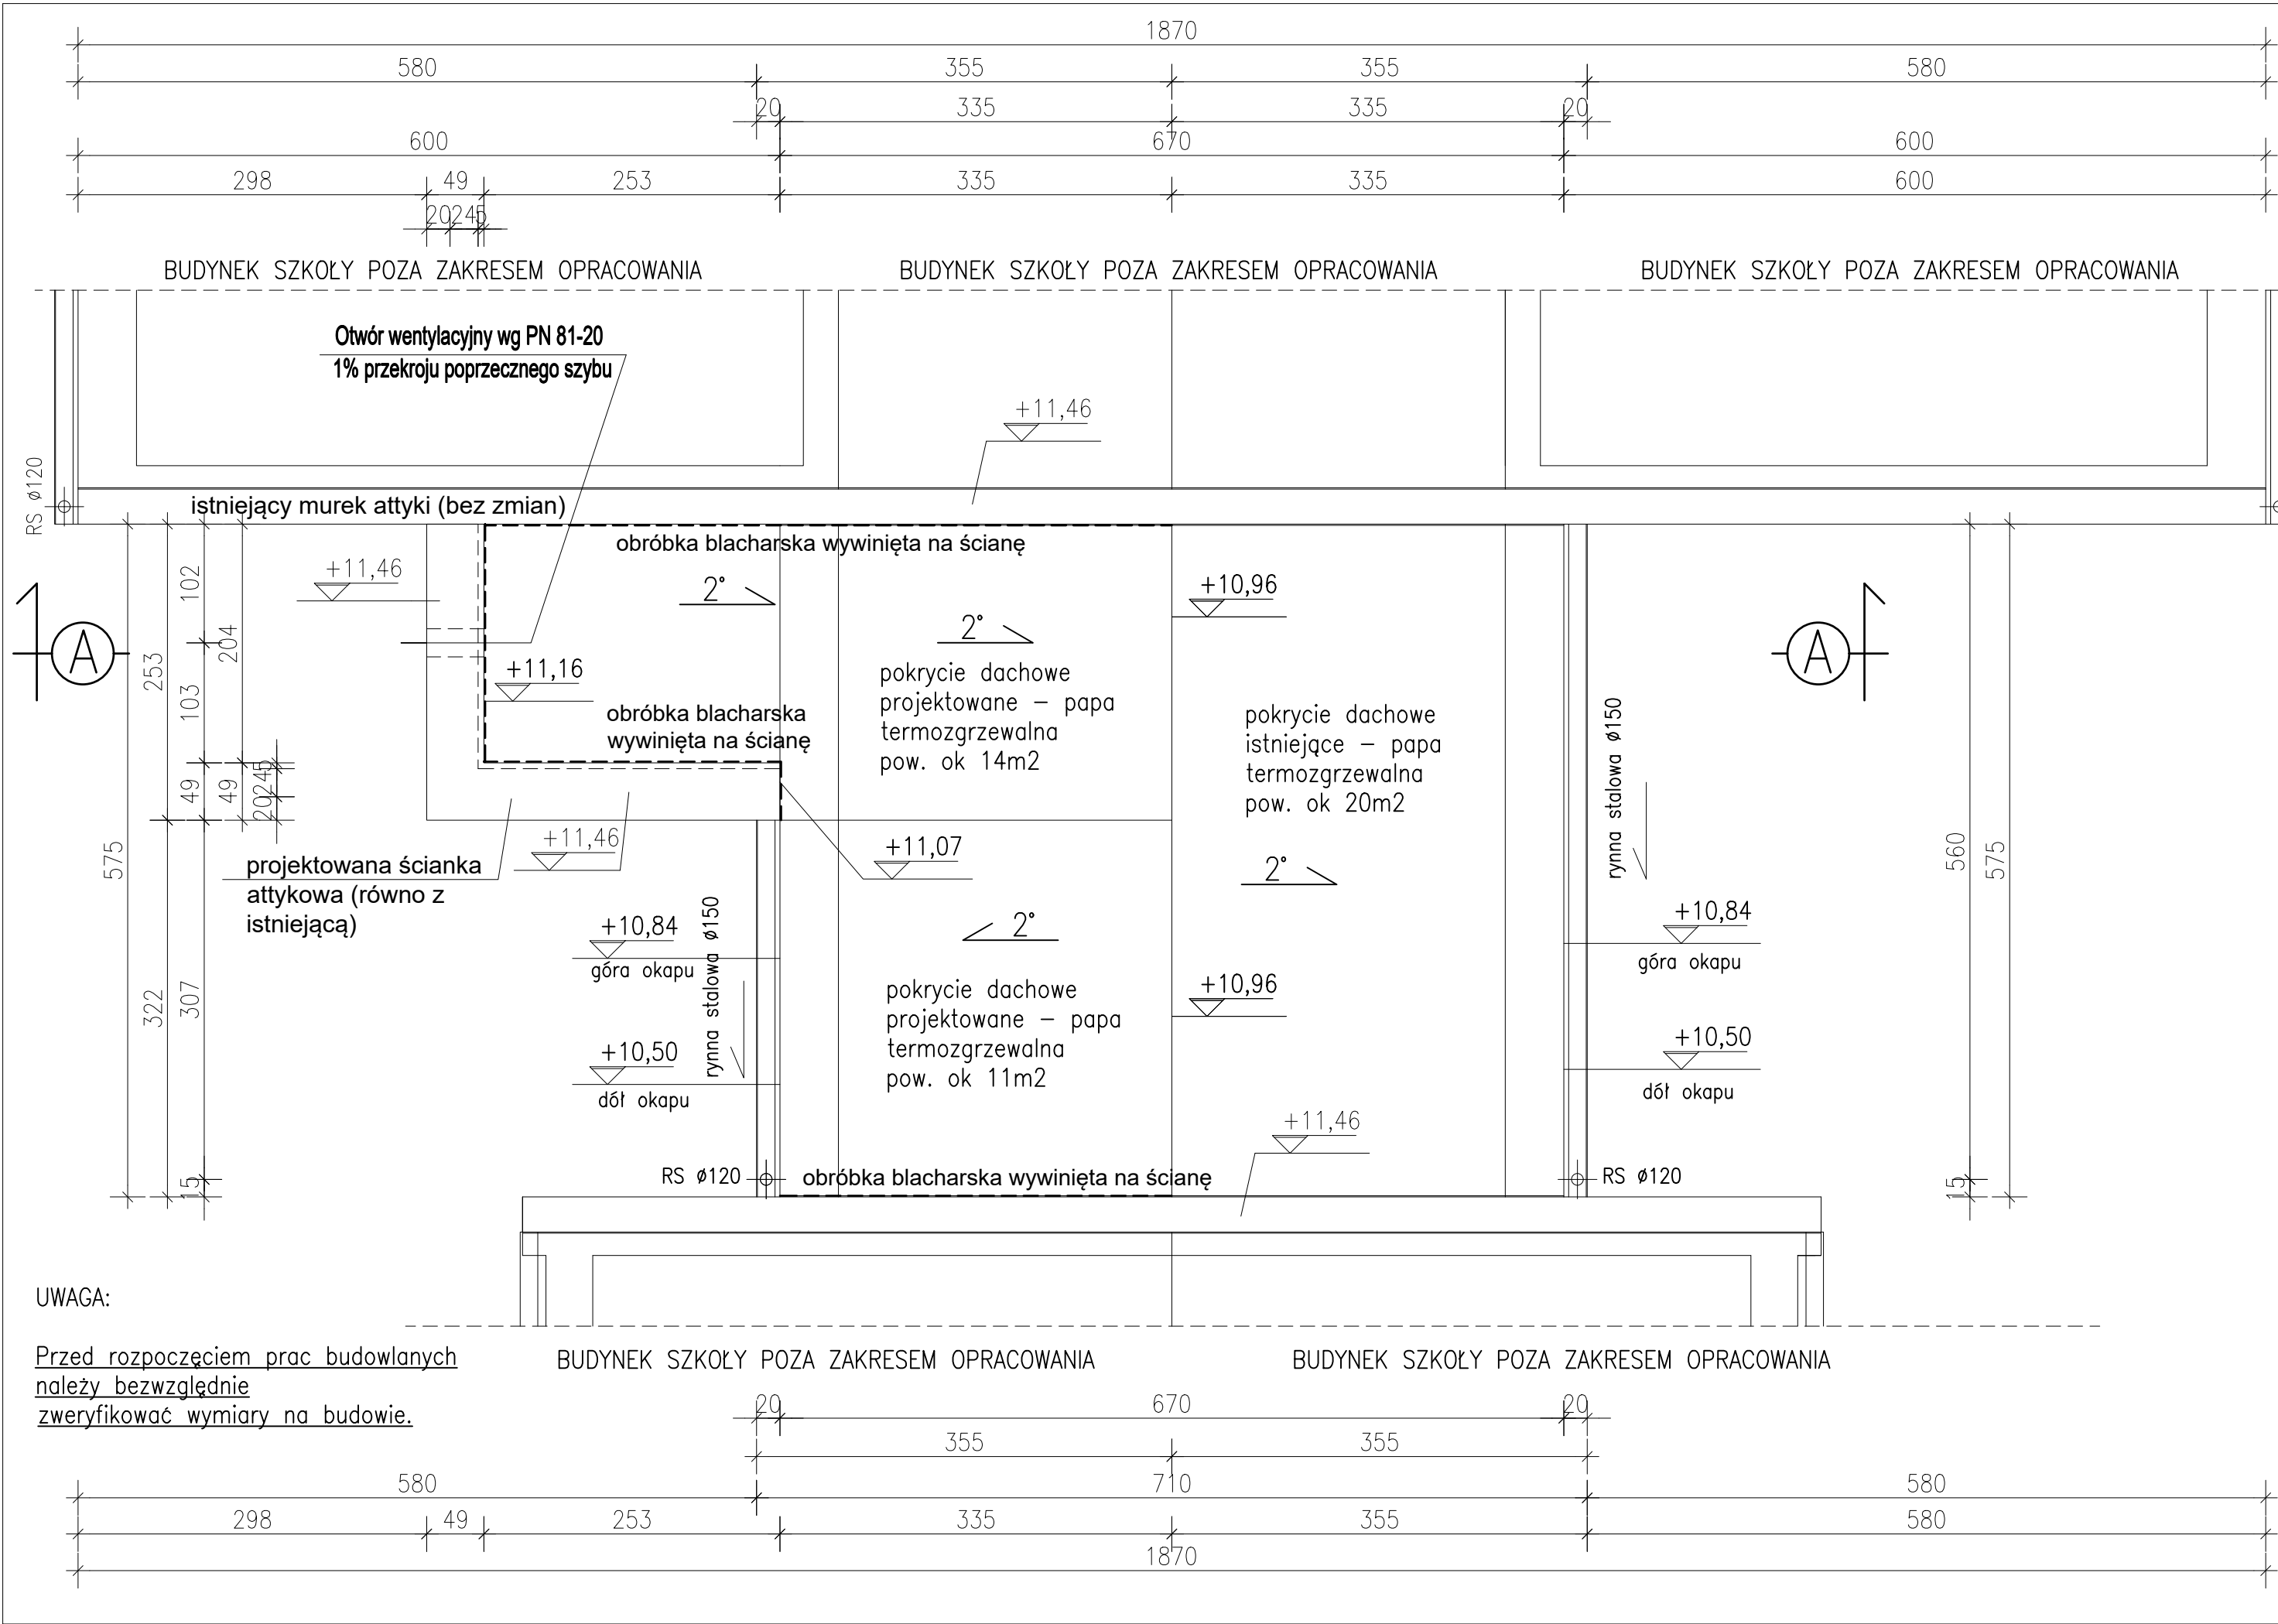 1870
580 355 355 580
20 335 335 20
600 670 600
298 49 253 335 335 600
20 24 5
BUDYNEK SZKOŁY POZA ZAKRESEM OPRACOWANIA
BUDYNEK SZKOŁY POZA ZAKRESEM OPRACOWANIA
BUDYNEK SZKOŁY POZA ZAKRESEM OPRACOWANIA
Otwór wentylacyjny wg PN 81-20
1% przekroju poprzecznego szybu
+11,46
RS ø120
istniejący murek attyki (bez zmian)
obróbka blacharska wywinięta na ścianę
+11,46
2°
+10,96
2°
A
A
102
204
253
103
+11,16
pokrycie dachowe
projektowane – papa
termozgrzewalna
pow. ok 14m2
obróbka blacharska
wywinięta na ścianę
pokrycie dachowe
istniejące – papa
termozgrzewalna
pow. ok 20m2
rynna stalowa ø150
49
49
20 24 5
575
+11,46
+11,07
560
575
projektowana ścianka
attykowa (równo z
istniejącą)
2°
+10,84
góra okapu
2°
+10,84
góra okapu
rynna stalowa ø150
322
307
+10,96
pokrycie dachowe
projektowane – papa
termozgrzewalna
pow. ok 11m2
+10,50
dół okapu
+10,50
dół okapu
+11,46
15
RS ø120
obróbka blacharska wywinięta na ścianę
RS ø120
15
UWAGA:
Przed rozpoczęciem prac budowlanych
należy bezwzględnie
zweryfikować wymiary na budowie.
BUDYNEK SZKOŁY POZA ZAKRESEM OPRACOWANIA
BUDYNEK SZKOŁY POZA ZAKRESEM OPRACOWANIA
20 670 20
355 355
580 710 580
298 49 253 335 355 580
1870